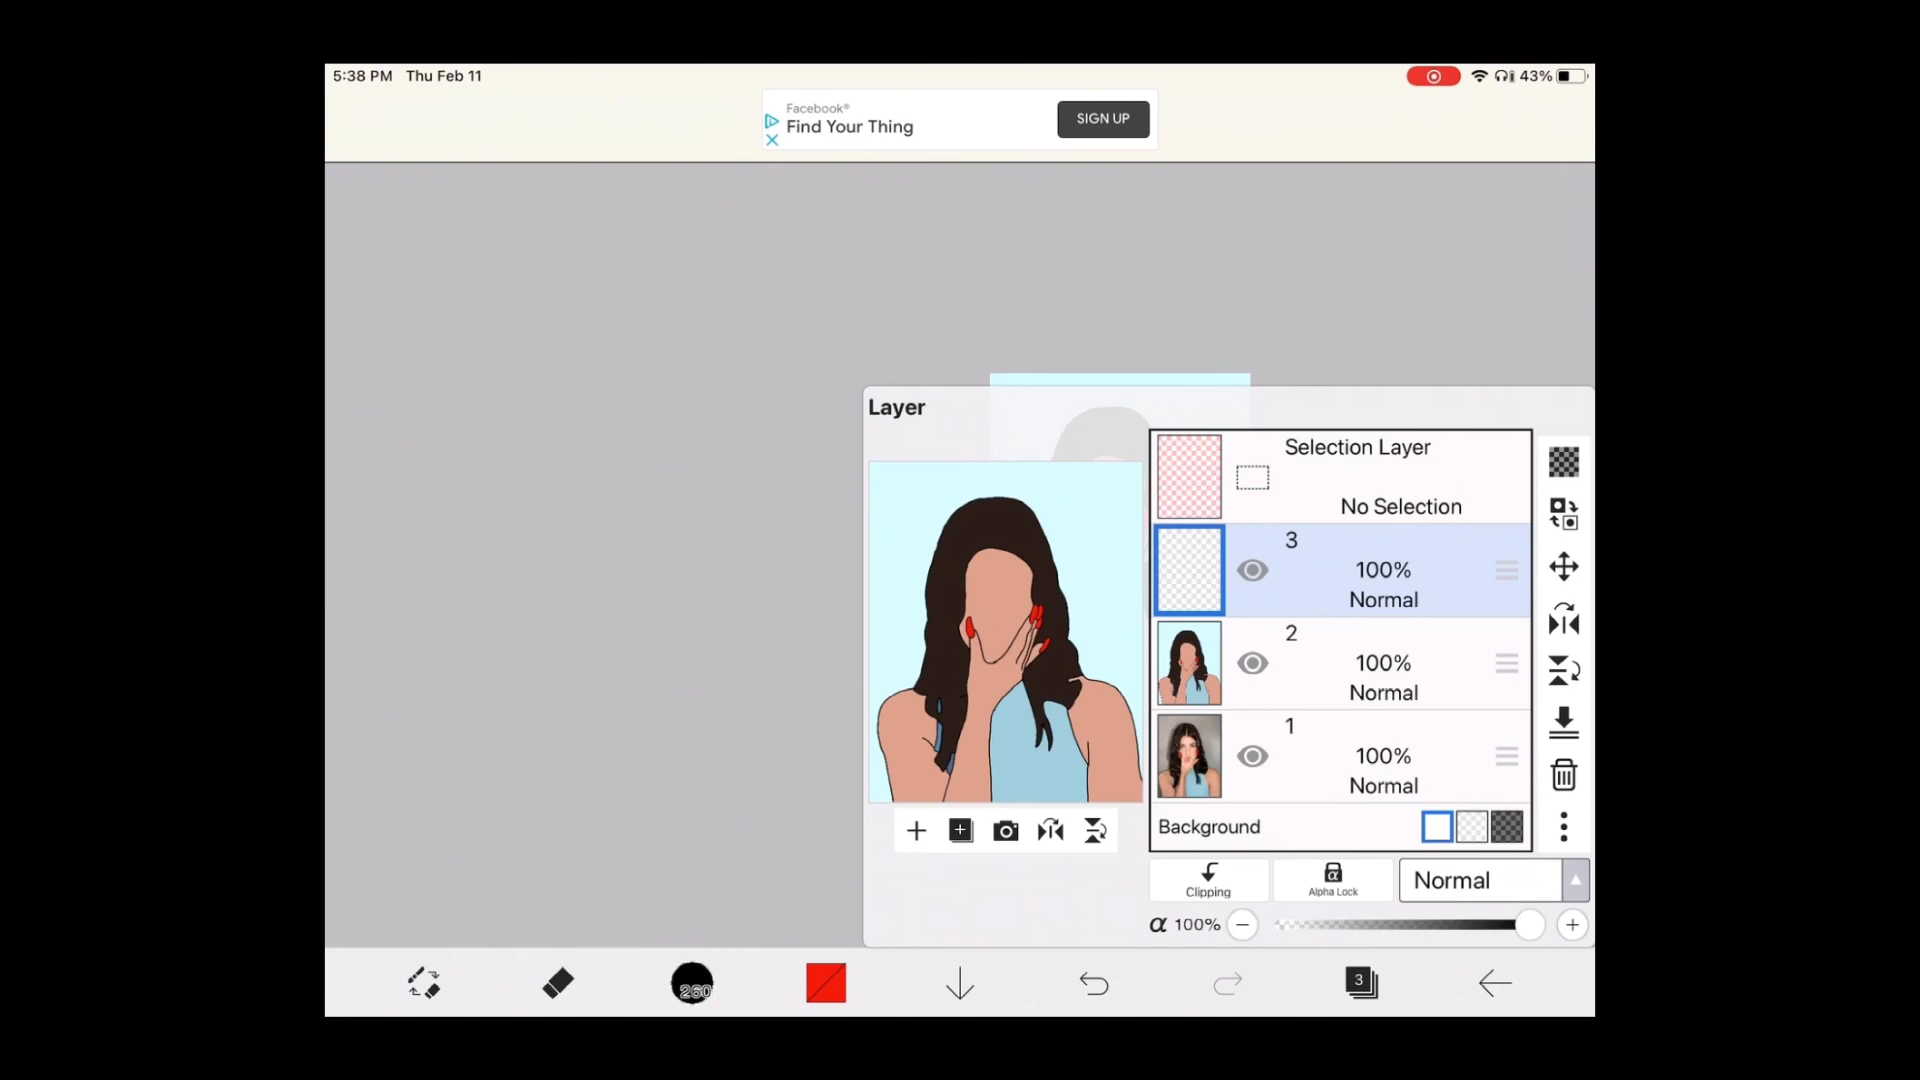 5:38 PM Thu Feb 11
43%
Facebook®
Find Your Thing
SIGN UP
Layer
Selection Layer
No Selection
3
100%
Normal
2
100%
Normal
1
100%
Normal
Background
Clipping
α
Alpha Lock
Normal
α 100%
260
3